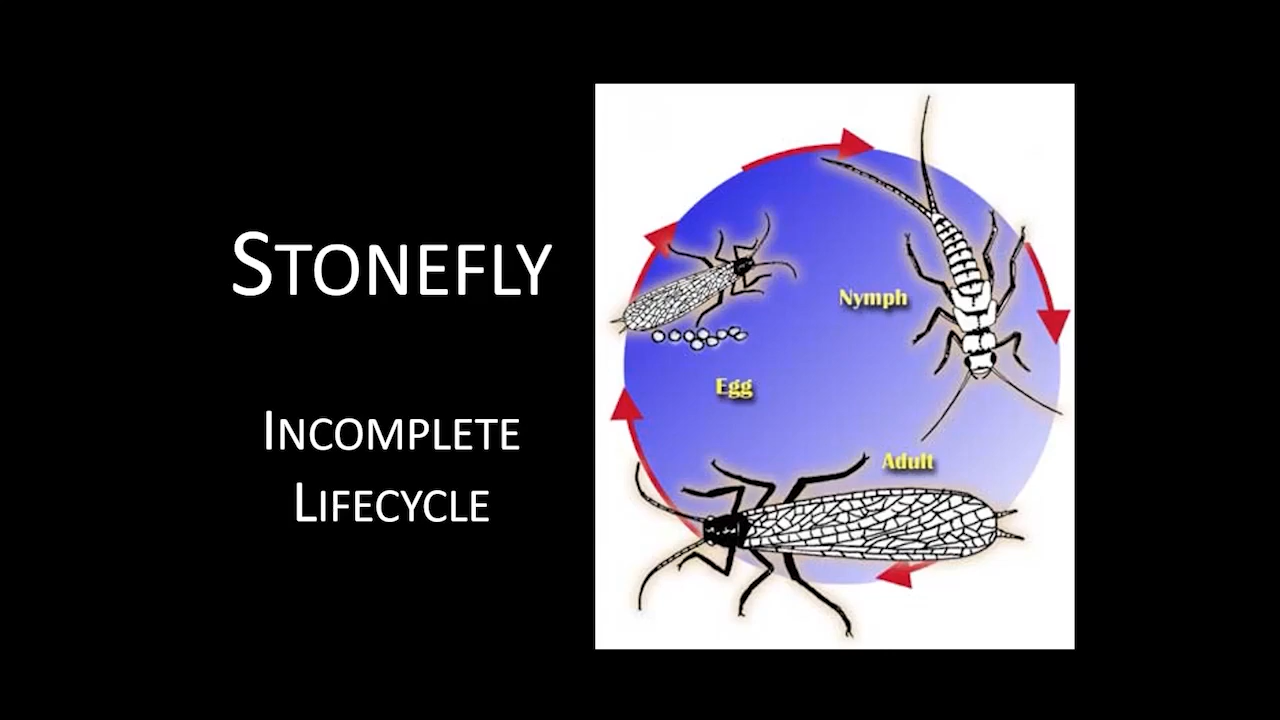 STONEFLY
INCOMPLETE
LIFECYCLE
Nymph
Egg
Adult